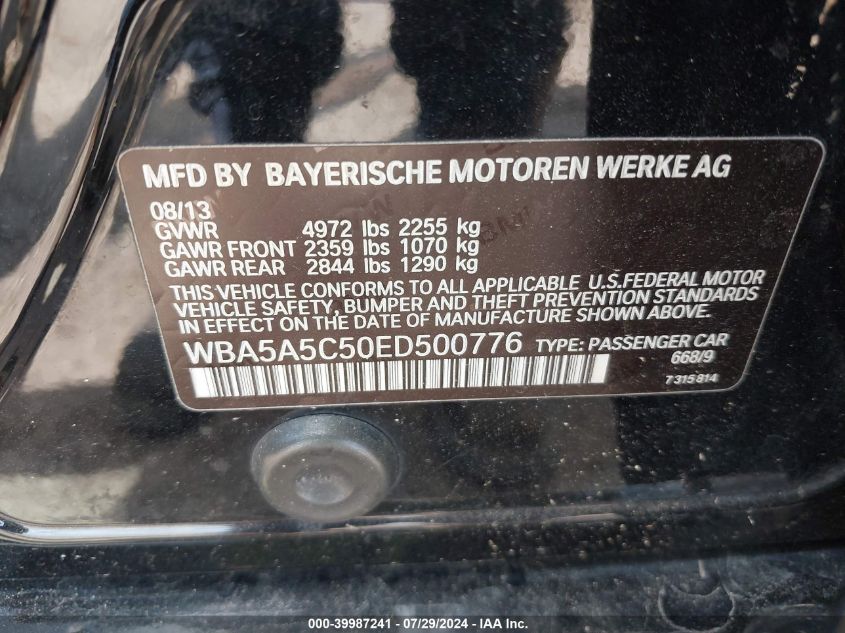 MFD BY BAYERISCHE MOTOREN WERKE AG
08/13
GVWR 4972 lbs 2255 kg
GAWR FRONT 2359 lbs 1070 kg
GAWR REAR 2844 lbs 1290 kg
THIS VEHICLE CONFORMS TO ALL APPLICABLE U.S.FEDERAL MOTOR
VEHICLE SAFETY, BUMPER AND THEFT PREVENTION STANDARDS
IN EFFECT ON THE DATE OF MANUFACTURE SHOWN ABOVE.
WBA5A5C50ED500776 TYPE: PASSENGER CAR
668/9
7315814
000-39987241 - 07/29/2024 - IAA Inc.